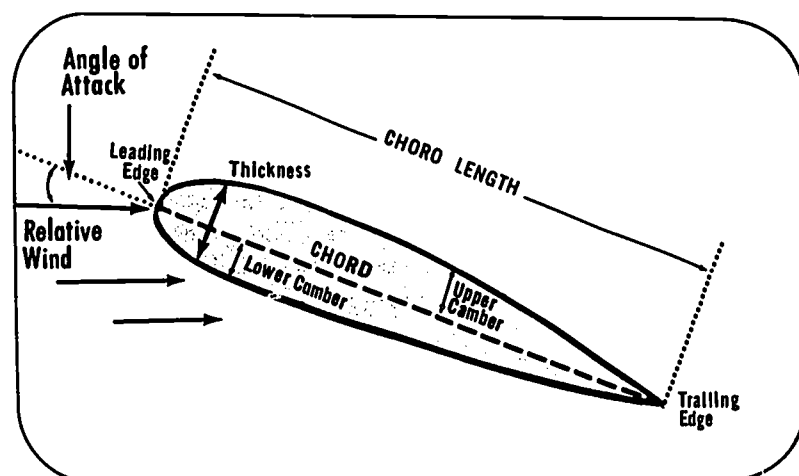 Angle of
Attack
Leading
Edge
Thickness
CHORO LENGTH
Relative
Wind
CHORD
Lower Camber
Upper
Camber
Trailing
Edge